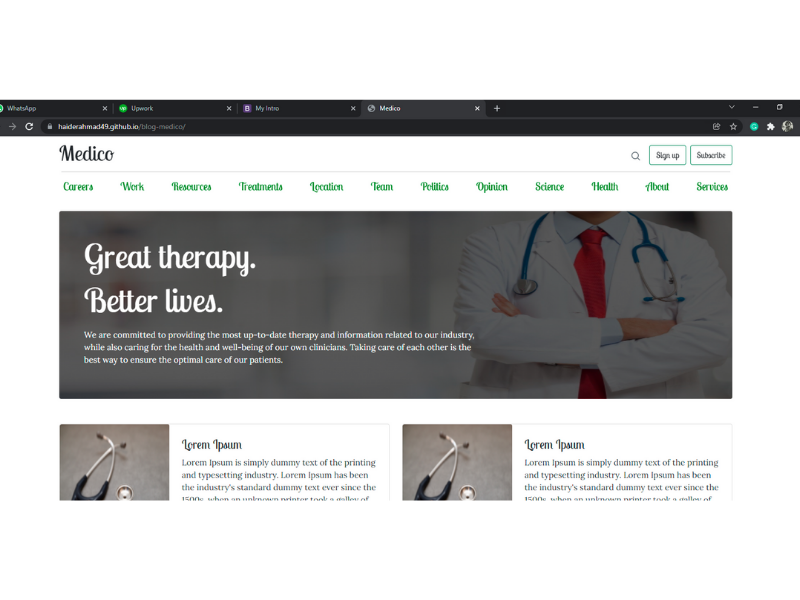 WhatsApp
Upwork
My Intro
Medico
haiderahmad49.github.io/blog-medico/
Medico
Sign up
Subscribe
Careers Work Resources Treatments Location Team Politics Opinion Science Health About Services
Great therapy.
Better lives.
We are committed to providing the most up-to-date therapy and information related to our industry,
while also caring for the health and well-being of our own clinicians. Taking care of each other is the
best way to ensure the optimal care of our patients.
Lorem Ipsum
Lorem Ipsum is simply dummy text of the printing
and typesetting industry. Lorem Ipsum has been
the industry's standard dummy text ever since the
1500s, when an unknown printer took a galley of
Lorem Ipsum
Lorem Ipsum is simply dummy text of the printing
and typesetting industry. Lorem Ipsum has been
the industry's standard dummy text ever since the
1500s, when an unknown printer took a galley of